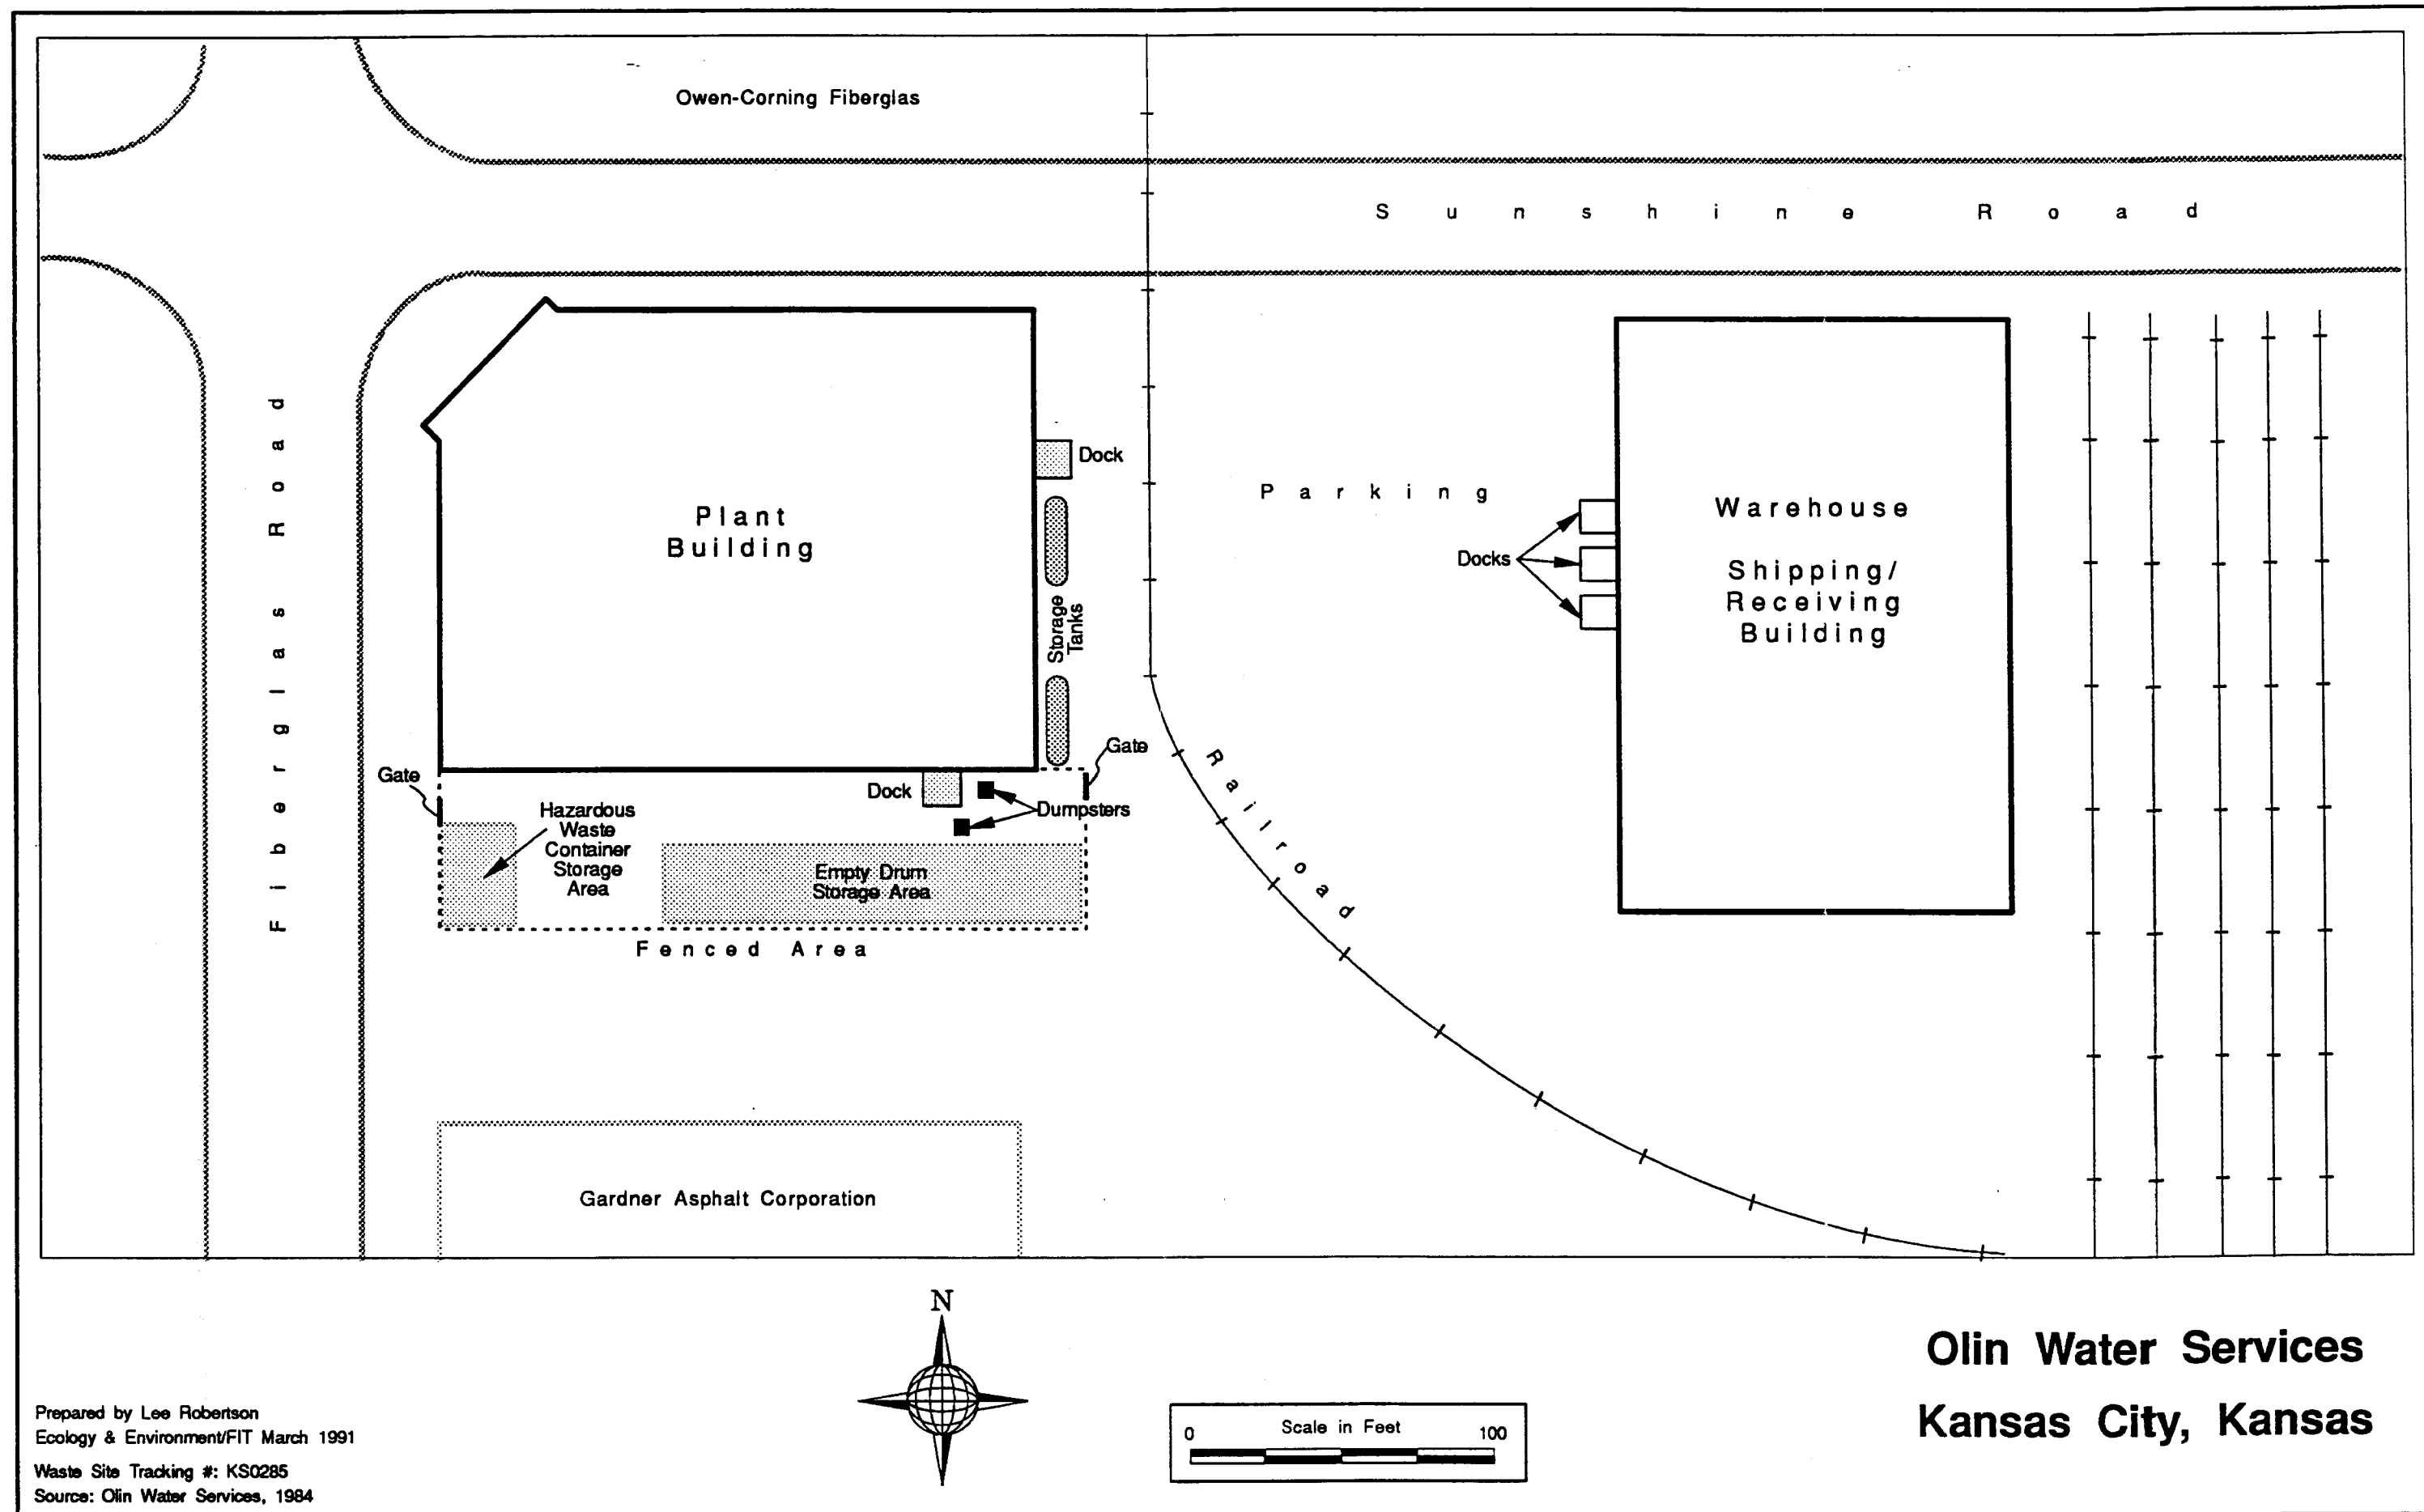 Owen-Corning Fiberglas
Sunshine Road
Fiberglas Road
Plant
Building
Dock
Storage
Tanks
Parking
Docks
Warehouse
Shipping/
Receiving
Building
Railroad
Gate
Gate
Dock
Dumpsters
Hazardous
Waste
Container
Storage
Area
Empty Drum
Storage Area
Fenced Area
Gardner Asphalt Corporation
N
0 Scale in Feet 100
Olin Water Services
Kansas City, Kansas
Prepared by Lee Robertson
Ecology & Environment/FIT March 1991
Waste Site Tracking #: KS0285
Source: Olin Water Services, 1984